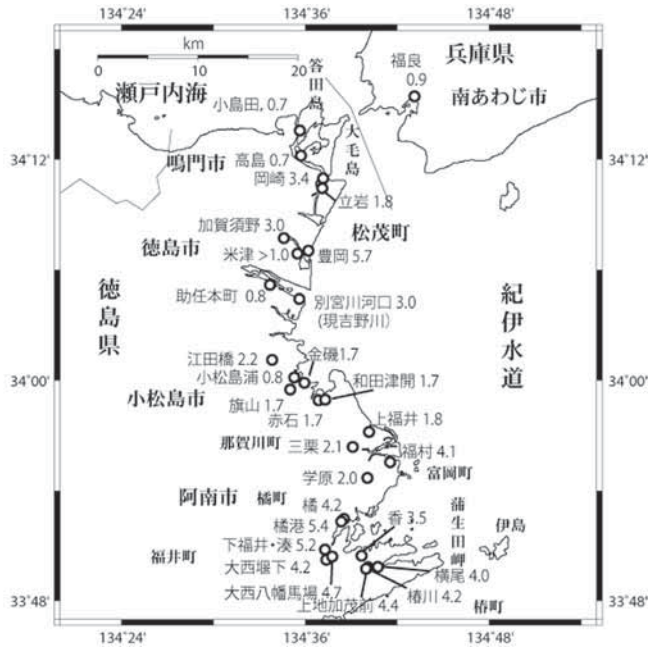 134°24' 134°36' 134°48'
km
0 10 20
兵庫県
福良
0.9
瀬戸内海
南あわじ市
小島田, 0.7
大毛島
34°12'
高島 0.7
鳴門市
岡崎 3.4
立岩 1.8
加賀須野 3.0
松茂町
徳島市
米津 >1.0
豊岡 5.7
助任本町 0.8
別宮川河口 3.0
(現吉野川)
徳島県
紀伊水道
江田橋 2.2
金磯1.7
34°00'
小松島浦 0.8
和田津開 1.7
小松島市
旗山 1.7
赤石 1.7
上福井 1.8
那賀川町
三栗 2.1
福村 4.1
学原 2.0
富岡町
阿南市
橘町
橘 4.2
香 3.5
蒲生田岬
伊島
橘港 5.4
下福井・湊 5.2
福井町
大西堰下 4.2
横尾 4.0
大西八幡馬場 4.7
椿川 4.2
上地加茂前 4.4
椿町
33°48'
134°24' 134°36' 134°48'